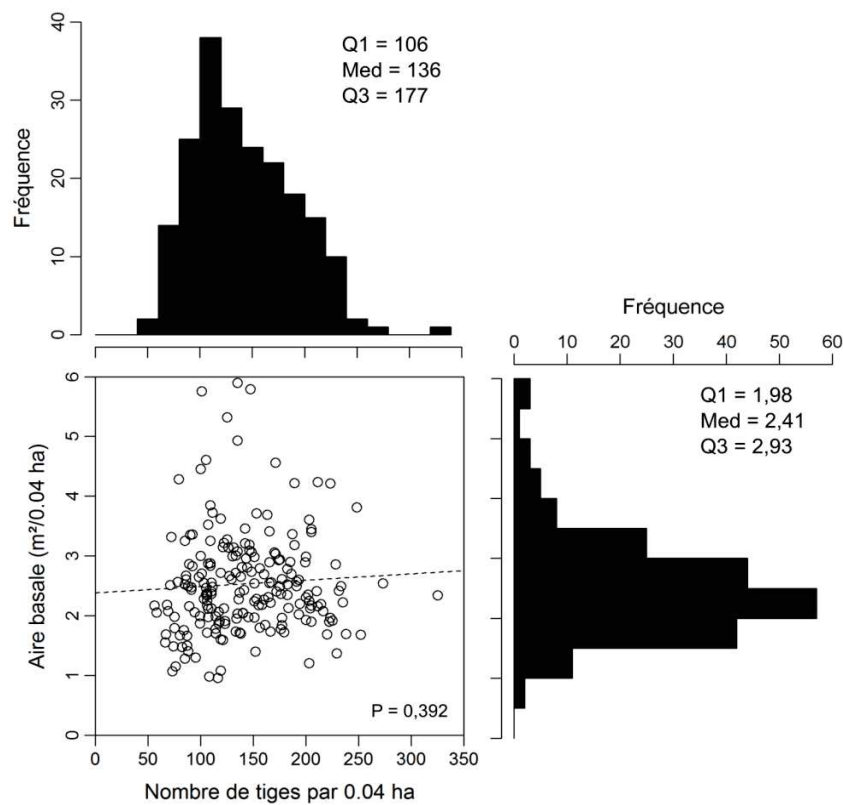 Q1 = 106
Med = 136
Q3 = 177
Fréquence
0
10
20
30
40
Fréquence
0 10 20 30 40 50 60
Q1 = 1,98
Med = 2,41
Q3 = 2,93
Aire basale (m²/0.04 ha)
0
1
2
3
4
5
6
P = 0,392
0 50 100 150 200 250 300 350
Nombre de tiges par 0.04 ha